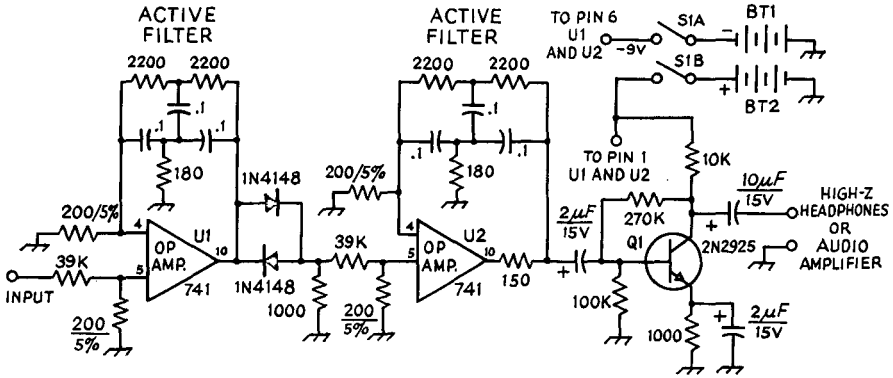 ACTIVE
FILTER
2200
2200
.1
.1
.1
180
200/5%
4
U1
OP
AMP.
10
5
741
39K
INPUT
200
5%
1N4148
1N4148
1000
39K
200
5%
ACTIVE
FILTER
2200
2200
.1
.1
.1
180
200/5%
4
U2
OP
AMP.
10
5
741
150
2µF
15V
+
100K
270K
Q1
2N2925
10K
1000
+
2µF
15V
10µF
15V
+
HIGH-Z
HEADPHONES
OR
AUDIO
AMPLIFIER
TO PIN 6
U1
AND U2
-9V
S1A
-
BT1
S1B
+
BT2
TO PIN 1
U1 AND U2